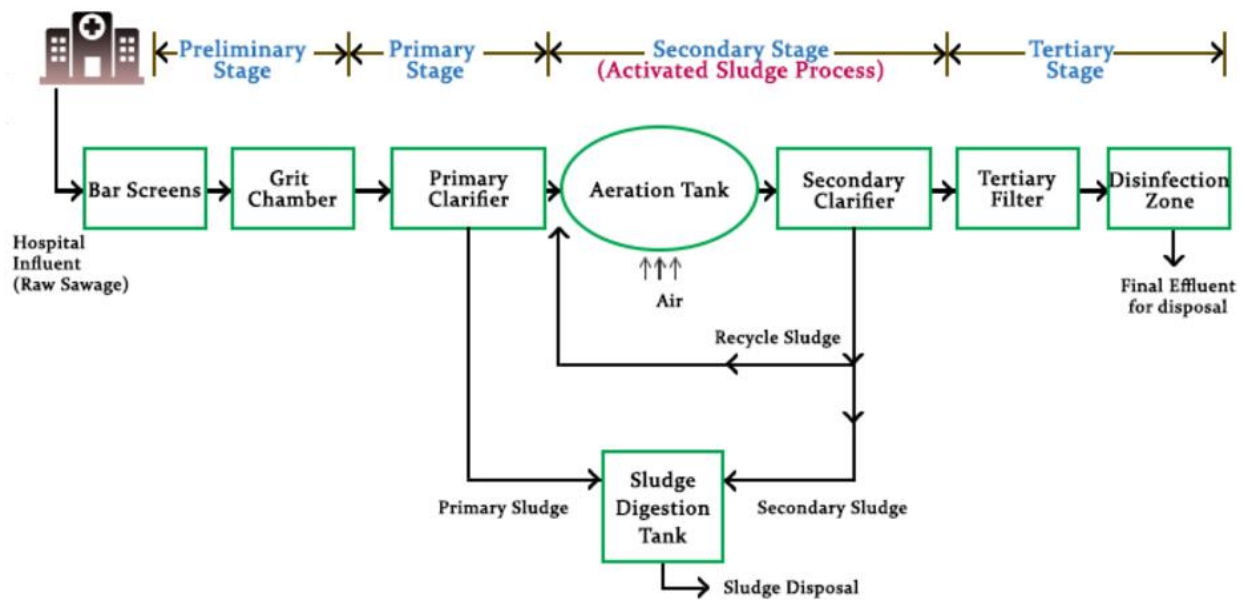 Preliminary
Stage
Primary
Stage
Secondary Stage
(Activated Sludge Process)
Tertiary
Stage
Bar Screens
Grit
Chamber
Primary
Clarifier
Aeration Tank
Secondary
Clarifier
Tertiary
Filter
Disinfection
Zone
Hospital
Influent
(Raw Sawage)
Air
Final Effluent
for disposal
Recycle Sludge
Primary Sludge
Sludge
Digestion
Tank
Secondary Sludge
Sludge Disposal